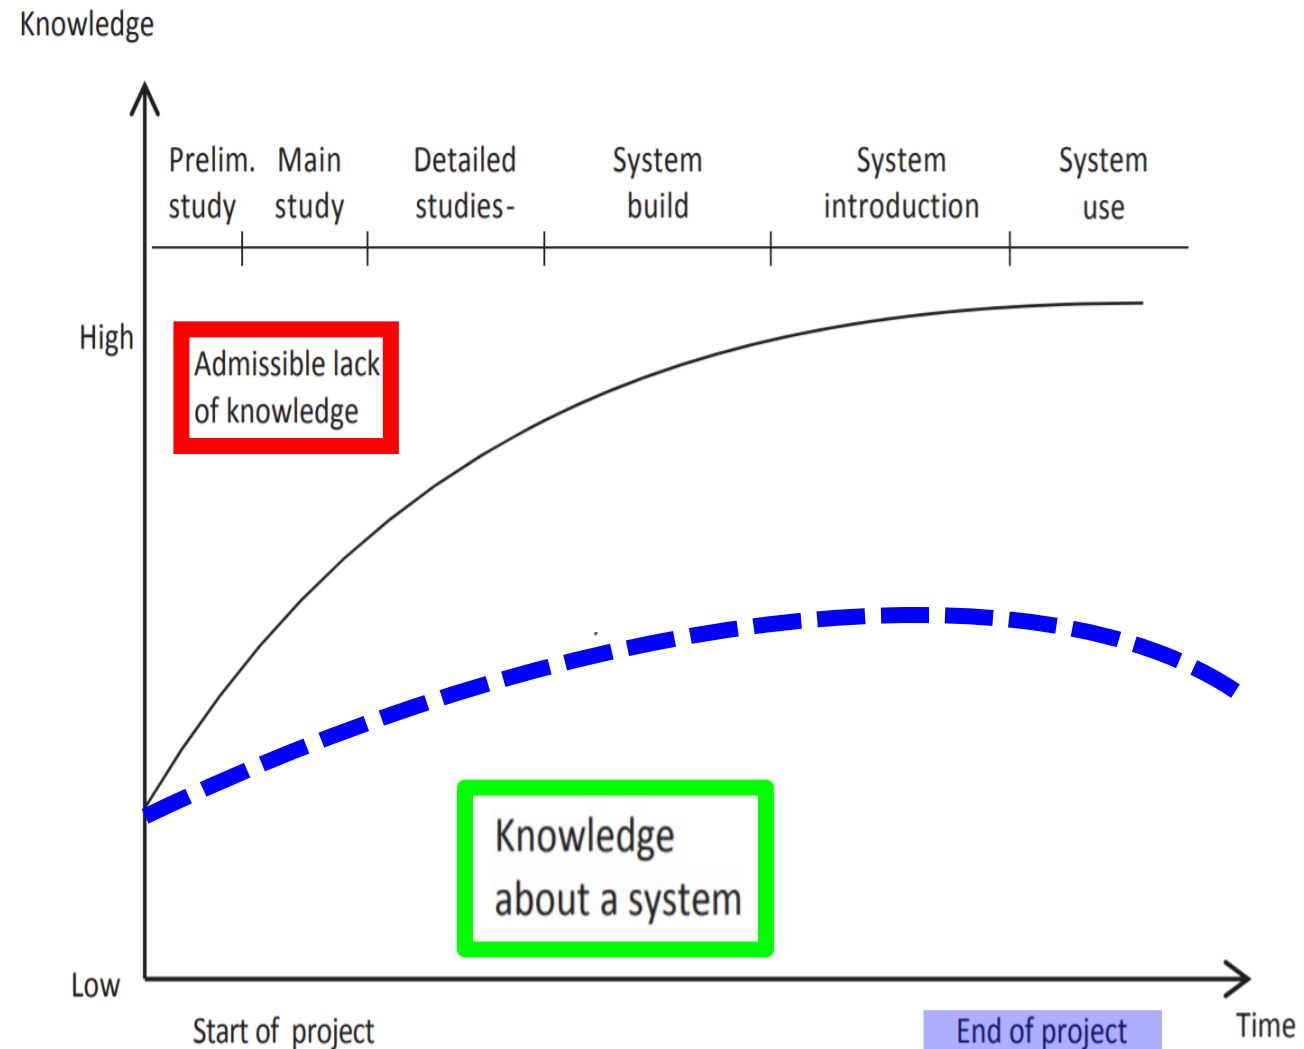 Knowledge
Prelim. study
Main study
Detailed studies-
System build
System introduction
System use
High
Admissible lack
of knowledge
Knowledge
about a system
Low
Start of project
End of project
Time